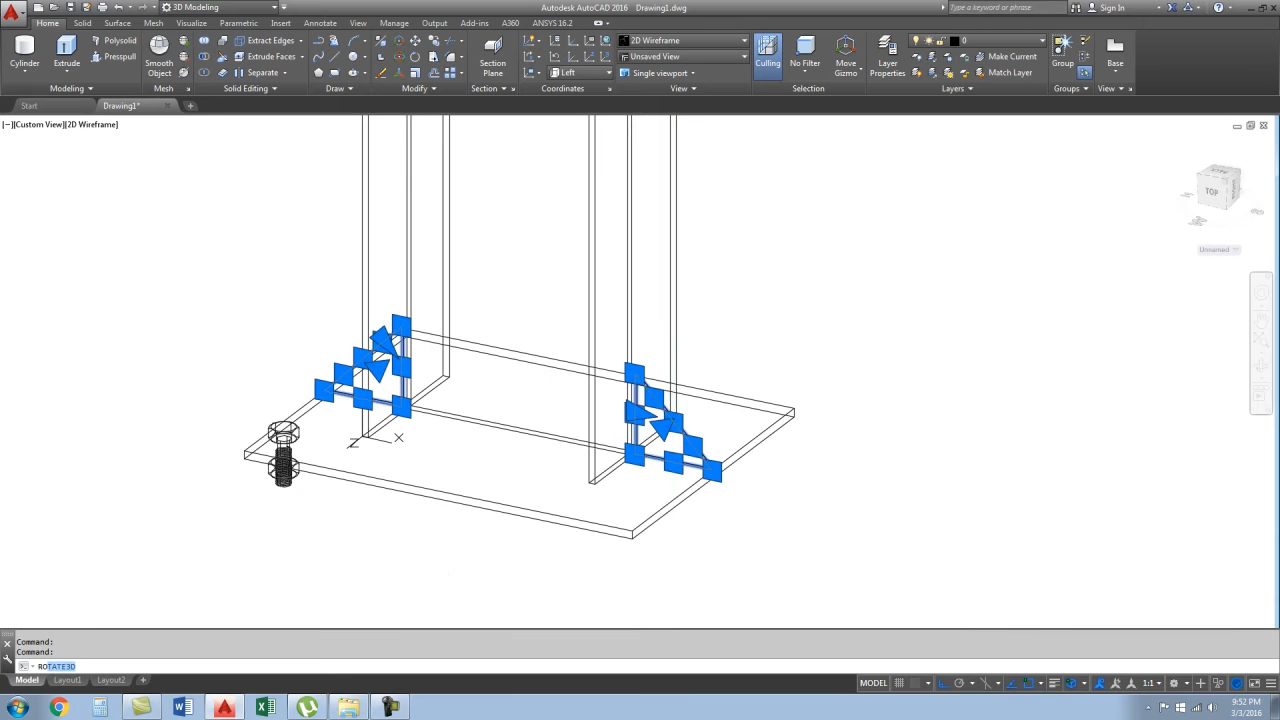 3D Modeling
Autodesk AutoCAD 2016 Drawing1.dwg
Type a keyword or phrase
Sign In
Home Solid Surface Mesh Visualize Parametric Insert Annotate View Manage Output Add-ins A360 ANSYS 16.2
Cylinder
Extrude
Polysolid
Presspull
Smooth Object
Extract Edges
Extrude Faces
Separate
Section Plane
Left
2D Wireframe
Unsaved View
Single viewport
Culling
No Filter
Move Gizmo
Layer Properties
0
Make Current
Match Layer
Group
Base
Modeling Mesh Solid Editing Draw Modify Section Coordinates View Selection Layers Groups View
Start Drawing1*
[−][Custom View][2D Wireframe]
TOP
Unnamed
Z X
Command:
Command:
ROTATE3D
Model Layout1 Layout2
MODEL 1:1
9:52 PM
3/3/2016